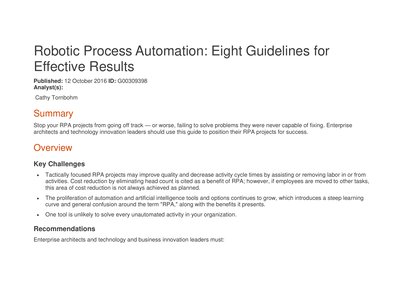 Robotic Process Automation: Eight Guidelines for
Effective Results
Published: 12 October 2016 ID: G00309398
Analyst(s):
Cathy Tornbohm
Summary
Stop your RPA projects from going off track — or worse, failing to solve problems they were never capable of fixing. Enterprise
architects and technology innovation leaders should use this guide to position their RPA projects for success.
Overview
Key Challenges
• Tactically focused RPA projects may improve quality and decrease activity cycle times by assisting or removing labor in or from
activities. Cost reduction by eliminating head count is cited as a benefit of RPA; however, if employees are moved to other tasks,
this area of cost reduction is not always achieved as planned.
• The proliferation of automation and artificial intelligence tools and options continues to grow, which introduces a steep learning
curve and general confusion around the term "RPA," along with the benefits it presents.
• One tool is unlikely to solve every unautomated activity in your organization.
Recommendations
Enterprise architects and technology and business innovation leaders must: